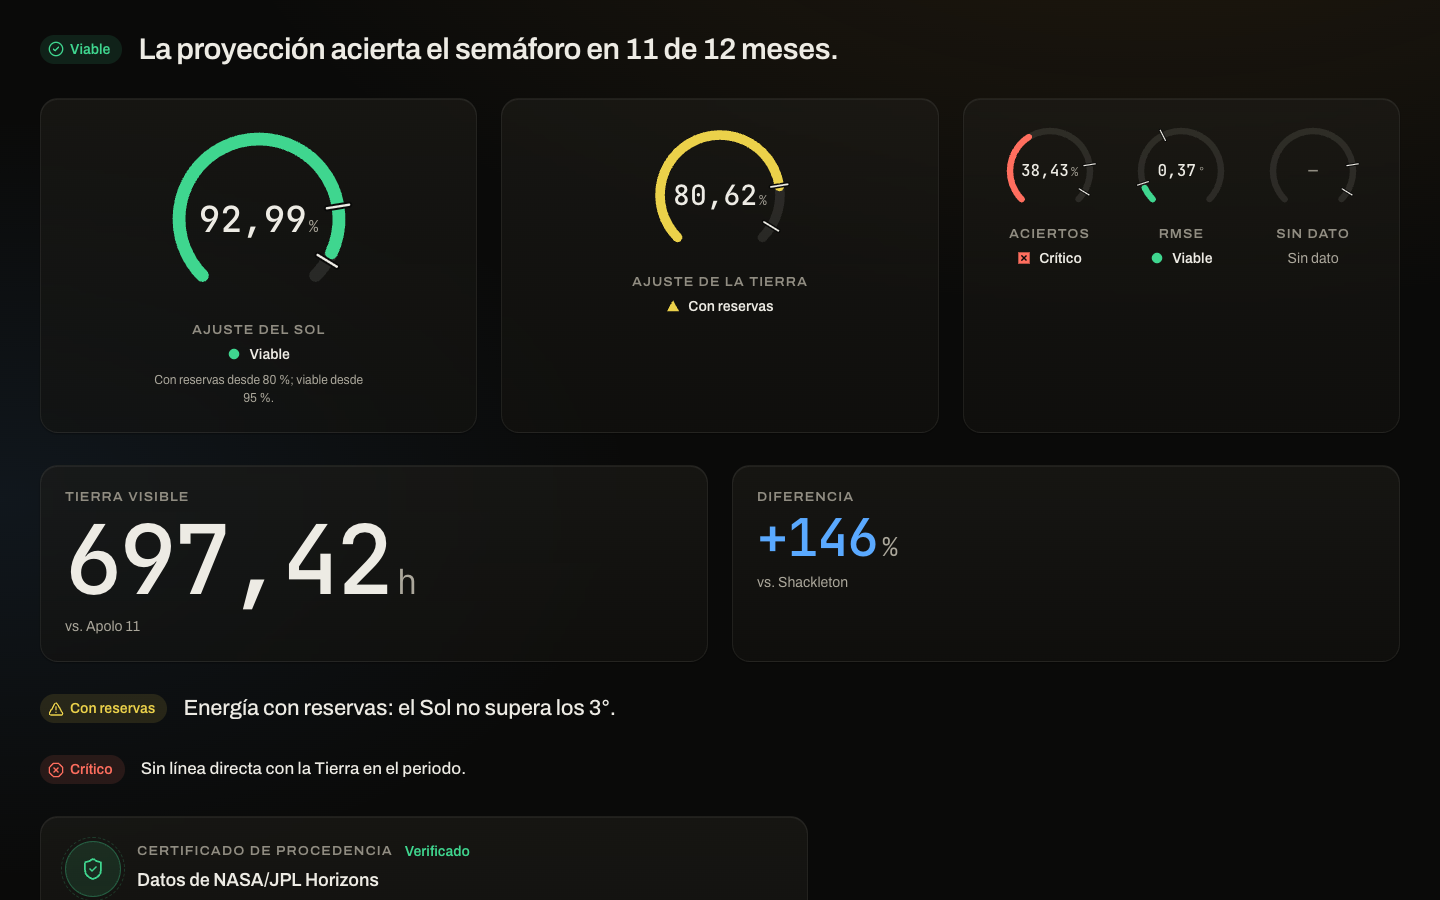 Viable
La proyección acierta el semáforo en 11 de 12 meses.
92,99%
AJUSTE DEL SOL
Viable
Con reservas desde 80 %; viable desde
95 %.
80,62%
AJUSTE DE LA TIERRA
Con reservas
38,43%
ACIERTOS
Crítico
0,37°
RMSE
Viable
–
SIN DATO
Sin dato
TIERRA VISIBLE
697,42 h
vs. Apolo 11
DIFERENCIA
+146 %
vs. Shackleton
Con reservas
Energía con reservas: el Sol no supera los 3°.
Crítico
Sin línea directa con la Tierra en el periodo.
CERTIFICADO DE PROCEDENCIA Verificado
Datos de NASA/JPL Horizons